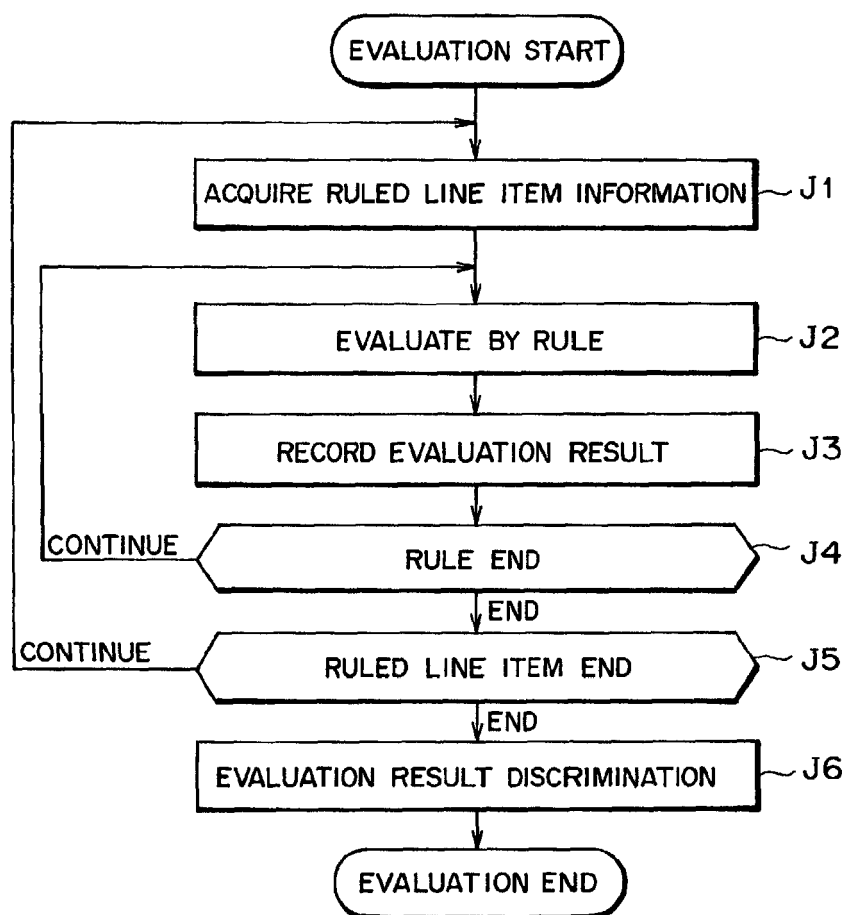 EVALUATION START
ACQUIRE RULED LINE ITEM INFORMATION
J1
EVALUATE BY RULE
J2
RECORD EVALUATION RESULT
J3
CONTINUE
RULE END
J4
END
CONTINUE
RULED LINE ITEM END
J5
END
EVALUATION RESULT DISCRIMINATION
J6
EVALUATION END